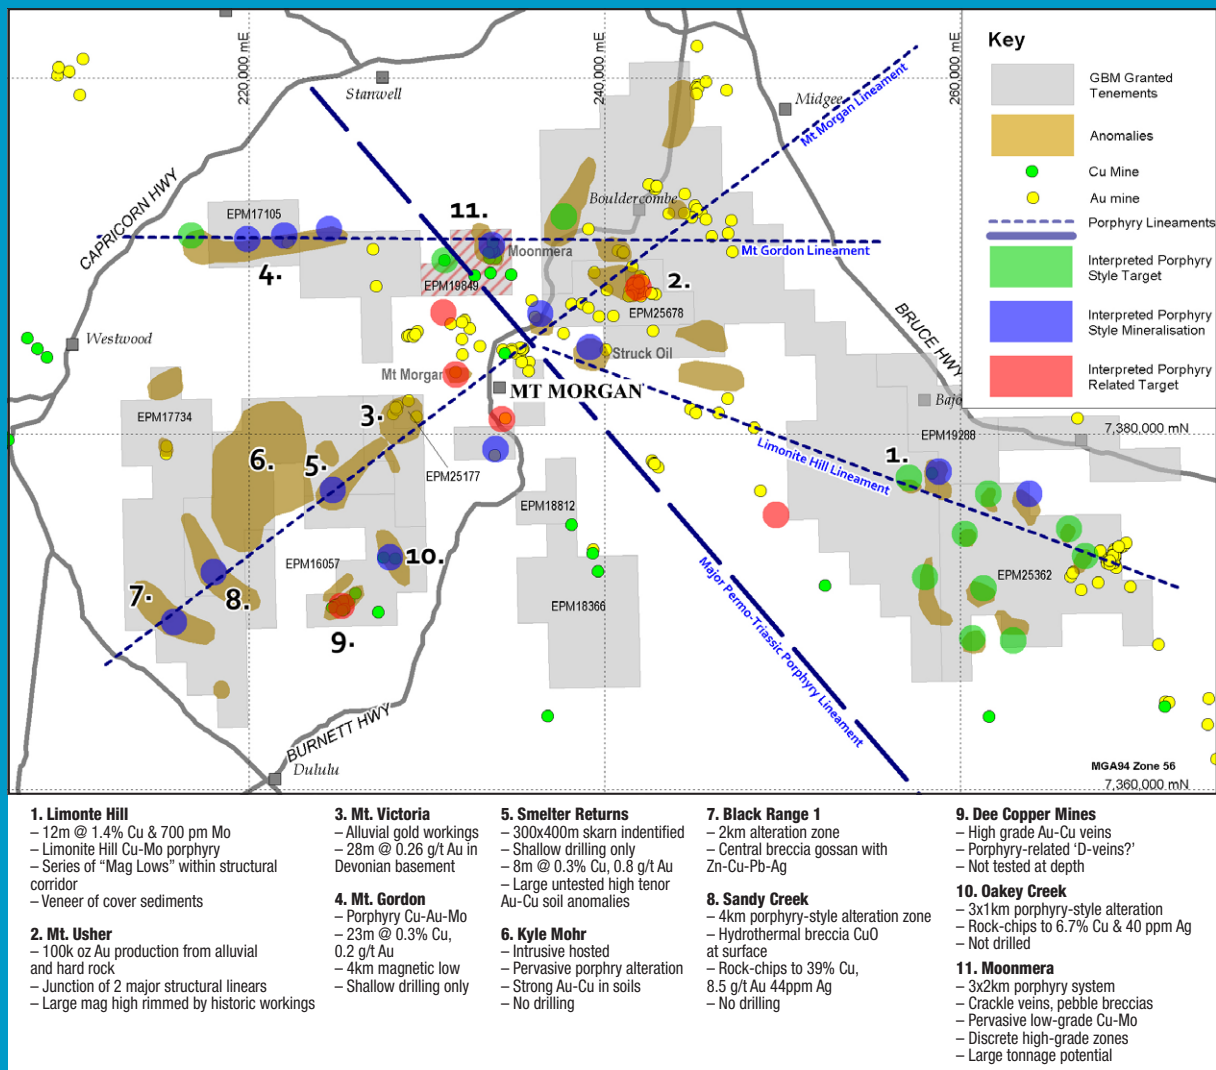 220,000 mE
240,000 mE
260,000 mE
Key
GBM Granted
Tenements
Anomalies
Cu Mine
Au mine
Porphyry Lineaments
Interpreted Porphyry
Style Target
Interpreted Porphyry
Style Mineralisation
Interpreted Porphyry
Related Target
Stanwell
Midgee
Mt Morgan Lineament
CAPRICORN HWY
EPM17105
11.
Bouldercombe
Moonmera
Mt Gordon Lineament
4.
EPM19849
2.
EPM25678
BRUCE HWY
Westwood
Struck Oil
Mt Morgan
MT MORGAN
Bajo
EPM17734
3.
7,380,000 mN
EPM19288
6.
5.
EPM25177
Limonite Hill Lineament
1.
EPM18812
10.
EPM16057
EPM25362
7.
8.
EPM18366
Major Permo-Triassic Porphyry Lineament
9.
BURNETT HWY
Dululu
MGA94 Zone 56
7,360,000 mN
1. Limonte Hill
– 12m @ 1.4% Cu & 700 pm Mo
– Limonite Hill Cu-Mo porphyry
– Series of “Mag Lows” within structural
corridor
– Veneer of cover sediments
2. Mt. Usher
– 100k oz Au production from alluvial
and hard rock
– Junction of 2 major structural linears
– Large mag high rimmed by historic workings
3. Mt. Victoria
– Alluvial gold workings
– 28m @ 0.26 g/t Au in
Devonian basement
4. Mt. Gordon
– Porphyry Cu-Au-Mo
– 23m @ 0.3% Cu,
0.2 g/t Au
– 4km magnetic low
– Shallow drilling only
5. Smelter Returns
– 300x400m skarn indentified
– Shallow drilling only
– 8m @ 0.3% Cu, 0.8 g/t Au
– Large untested high tenor
Au-Cu soil anomalies
6. Kyle Mohr
– Intrusive hosted
– Pervasive porphry alteration
– Strong Au-Cu in soils
– No drilling
7. Black Range 1
– 2km alteration zone
– Central breccia gossan with
Zn-Cu-Pb-Ag
8. Sandy Creek
– 4km porphyry-style alteration zone
– Hydrothermal breccia CuO
at surface
– Rock-chips to 39% Cu,
8.5 g/t Au 44ppm Ag
– No drilling
9. Dee Copper Mines
– High grade Au-Cu veins
– Porphyry-related ‘D-veins?’
– Not tested at depth
10. Oakey Creek
– 3x1km porphyry-style alteration
– Rock-chips to 6.7% Cu & 40 ppm Ag
– Not drilled
11. Moonmera
– 3x2km porphyry system
– Crackle veins, pebble breccias
– Pervasive low-grade Cu-Mo
– Discrete high-grade zones
– Large tonnage potential